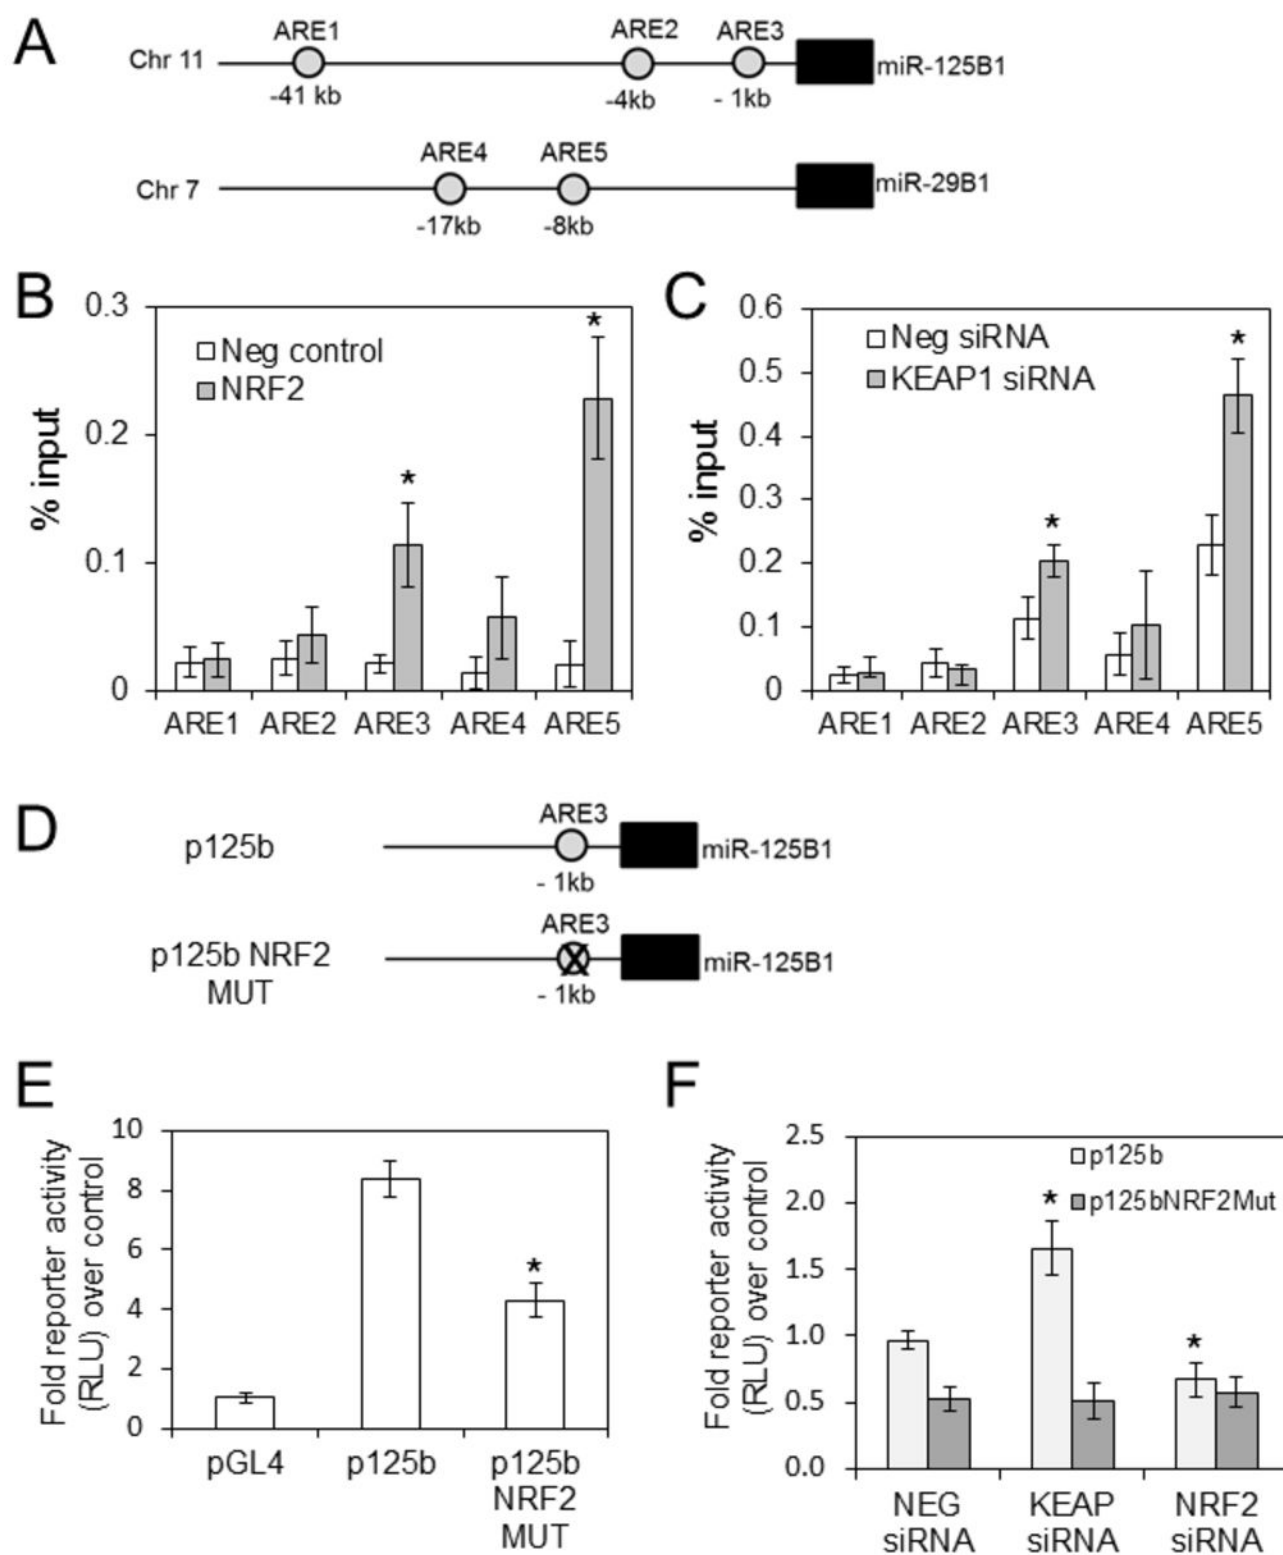 A
ARE1 ARE2 ARE3
Chr 11 miR-125B1
-41 kb -4kb - 1kb
ARE4 ARE5
Chr 7 miR-29B1
-17kb -8kb
B
0.3
0.2
0.1
0
% input
Neg control
NRF2
*
*
ARE1 ARE2 ARE3 ARE4 ARE5
C
0.6
0.5
0.4
0.3
0.2
0.1
0
% input
Neg siRNA
KEAP1 siRNA
*
*
ARE1 ARE2 ARE3 ARE4 ARE5
D
ARE3
p125b miR-125B1
- 1kb
ARE3
p125b NRF2
MUT
X
miR-125B1
- 1kb
E
10
8
6
4
2
0
Fold reporter activity
(RLU) over control
*
pGL4 p125b p125b
NRF2
MUT
F
2.5
2.0
1.5
1.0
0.5
0.0
Fold reporter activity
(RLU) over control
p125b
p125bNRF2Mut
*
*
NEG KEAP NRF2
siRNA siRNA siRNA